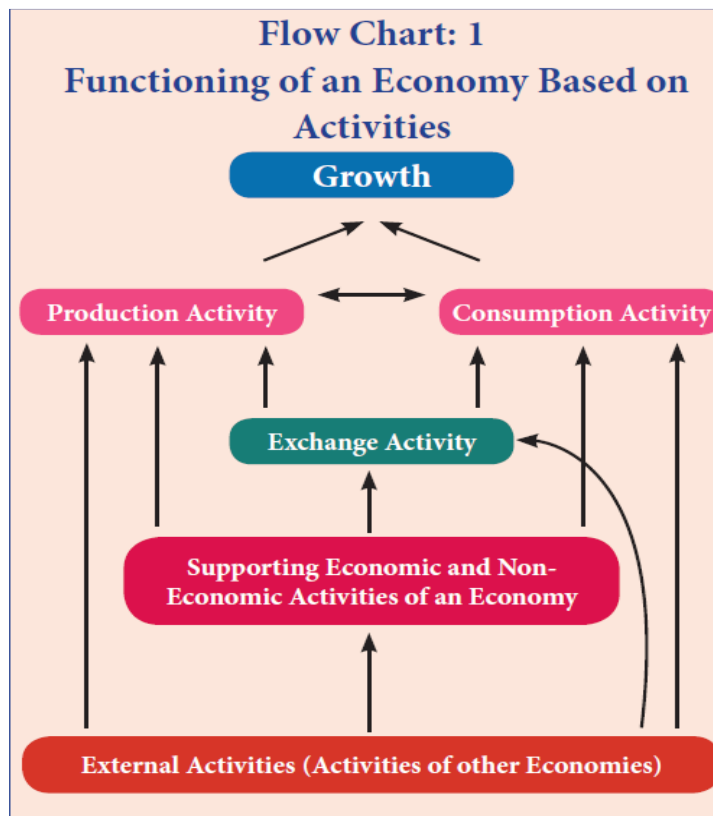 Flow Chart: 1
Functioning of an Economy Based on
Activities
Growth
Production Activity
Consumption Activity
Exchange Activity
Supporting Economic and Non-
Economic Activities of an Economy
External Activities (Activities of other Economies)